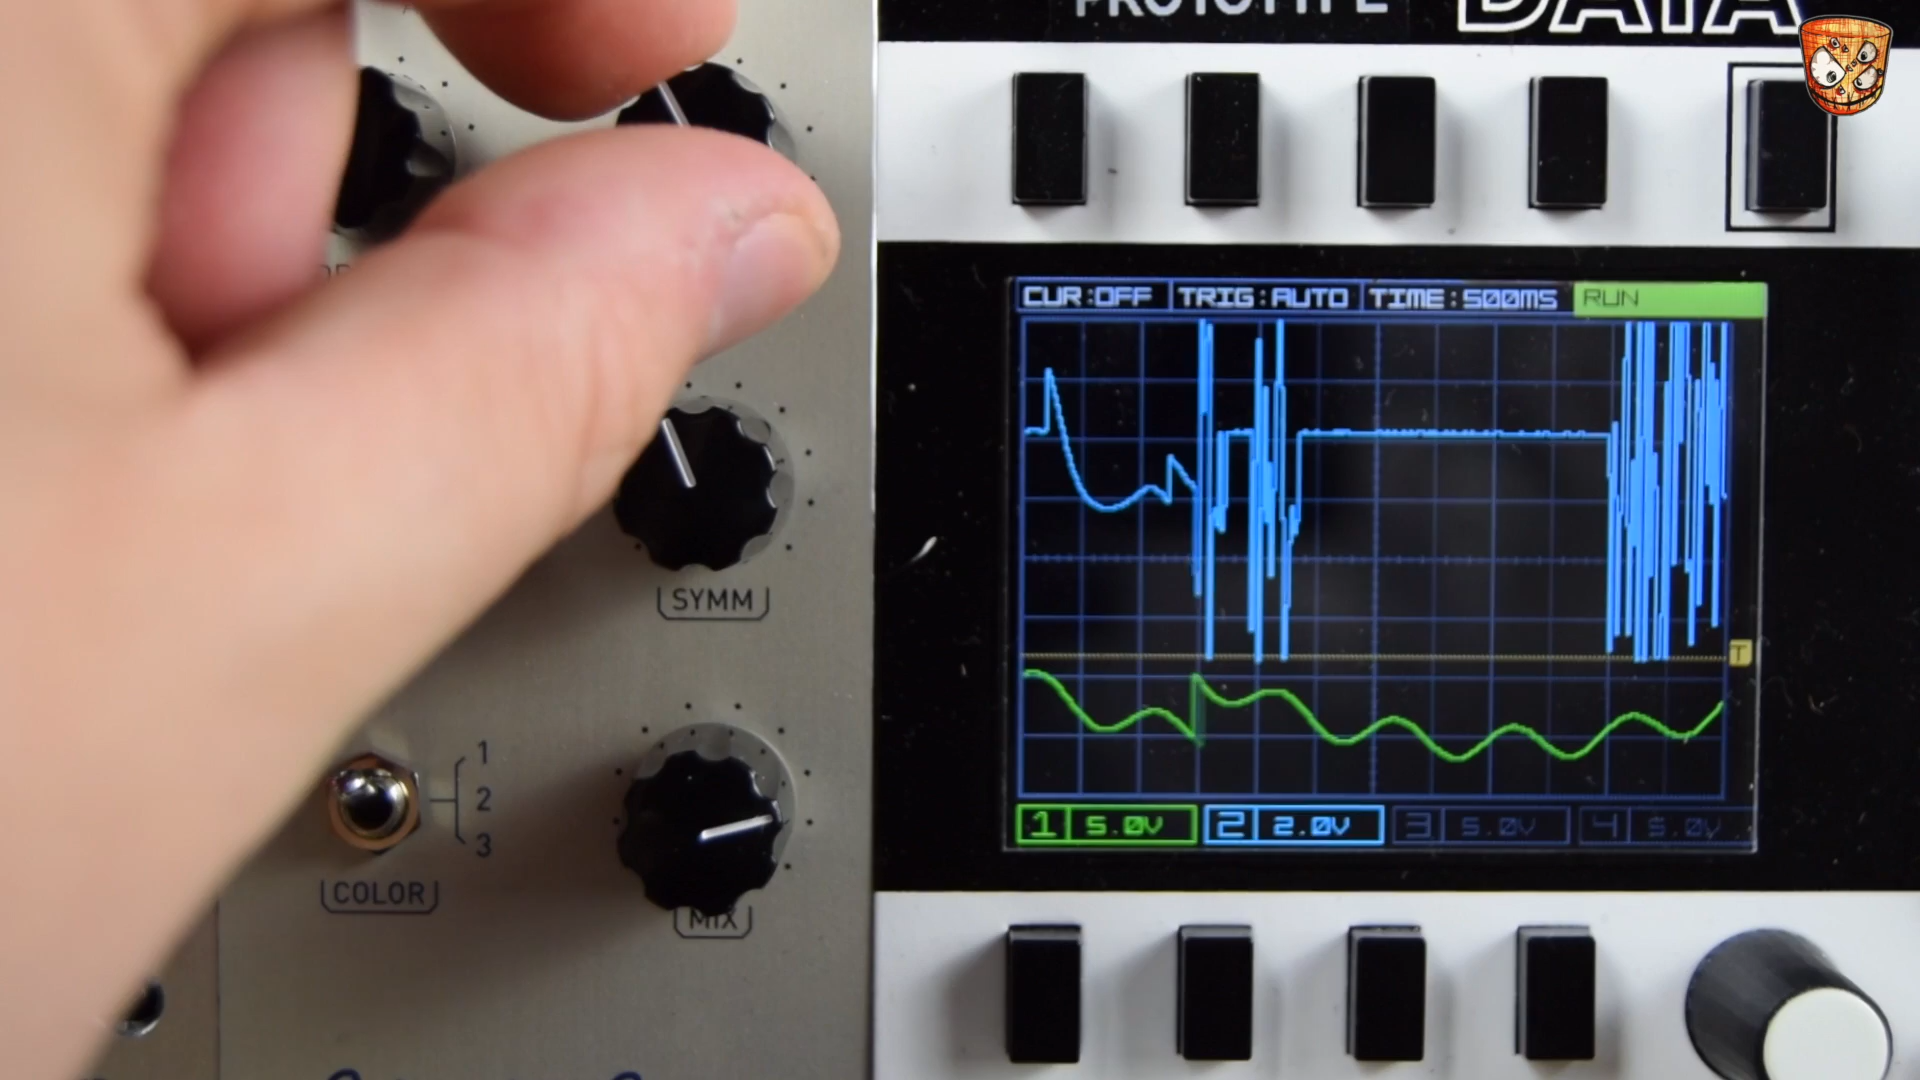 PROTOTYPE DATA
CUR:OFF TRIG:AUTO TIME:500MS RUN
T
SYMM
1
2
3
COLOR
MIX
1 5.0V 2 2.0V 3 5.0V 4 5.0V